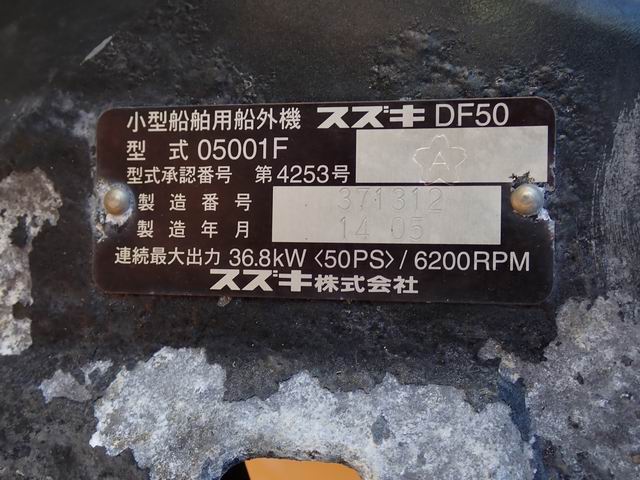 小型船舶用船外機 スズキ DF50
型式 05001F
A
型式承認番号 第4253号
製造番号 371312
製造年月 14 05
連続最大出力 36.8kW〈50PS〉/6200RPM
スズキ株式会社